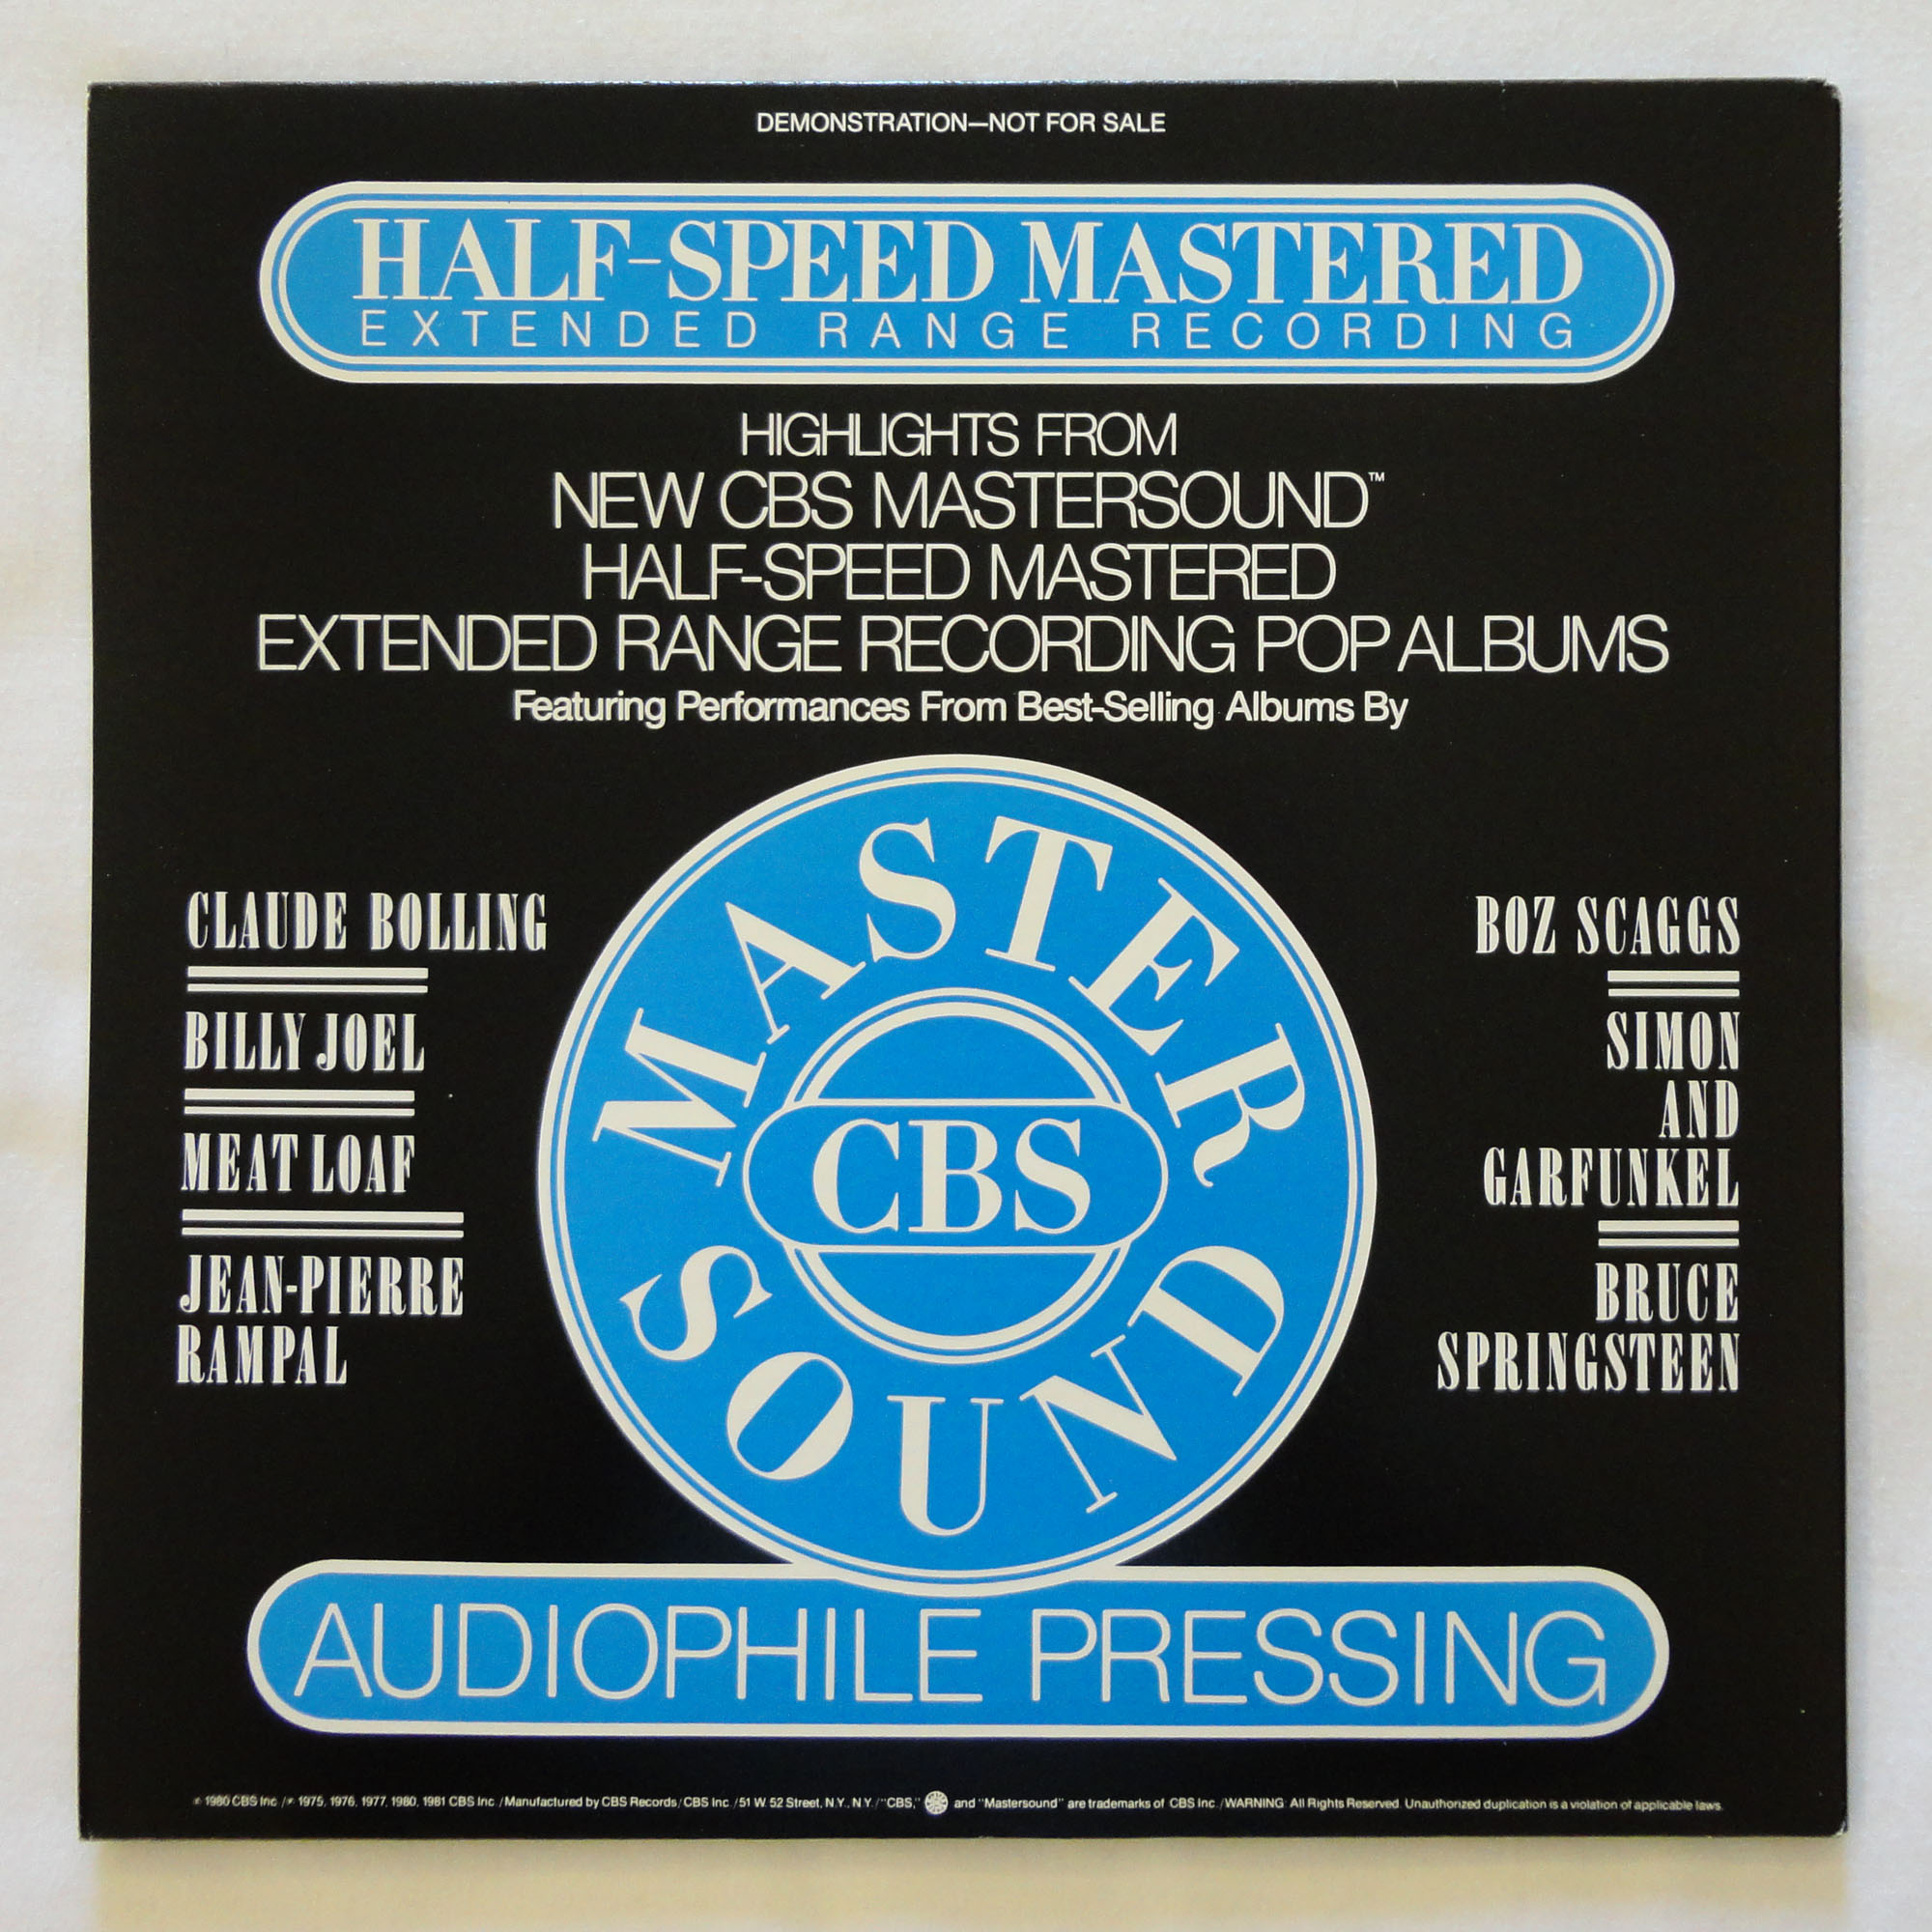 DEMONSTRATION—NOT FOR SALE
HALF-SPEED MASTERED
EXTENDED RANGE RECORDING
HIGHLIGHTS FROM
NEW CBS MASTERSOUND™
HALF-SPEED MASTERED
EXTENDED RANGE RECORDING POP ALBUMS
Featuring Performances From Best-Selling Albums By
CLAUDE BOLLING
BILLY JOEL
MEAT LOAF
JEAN-PIERRE
RAMPAL
MASTER
CBS
SOUND
BOZ SCAGGS
SIMON
AND
GARFUNKEL
BRUCE
SPRINGSTEEN
AUDIOPHILE PRESSING
1980 CBS Inc./℗ 1975, 1976, 1977, 1980, 1981 CBS Inc./Manufactured by CBS Records/CBS Inc./51 W. 52 Street, N.Y., N.Y./"CBS," and "Mastersound" are trademarks of CBS Inc./WARNING: All Rights Reserved. Unauthorized duplication is a violation of applicable laws.